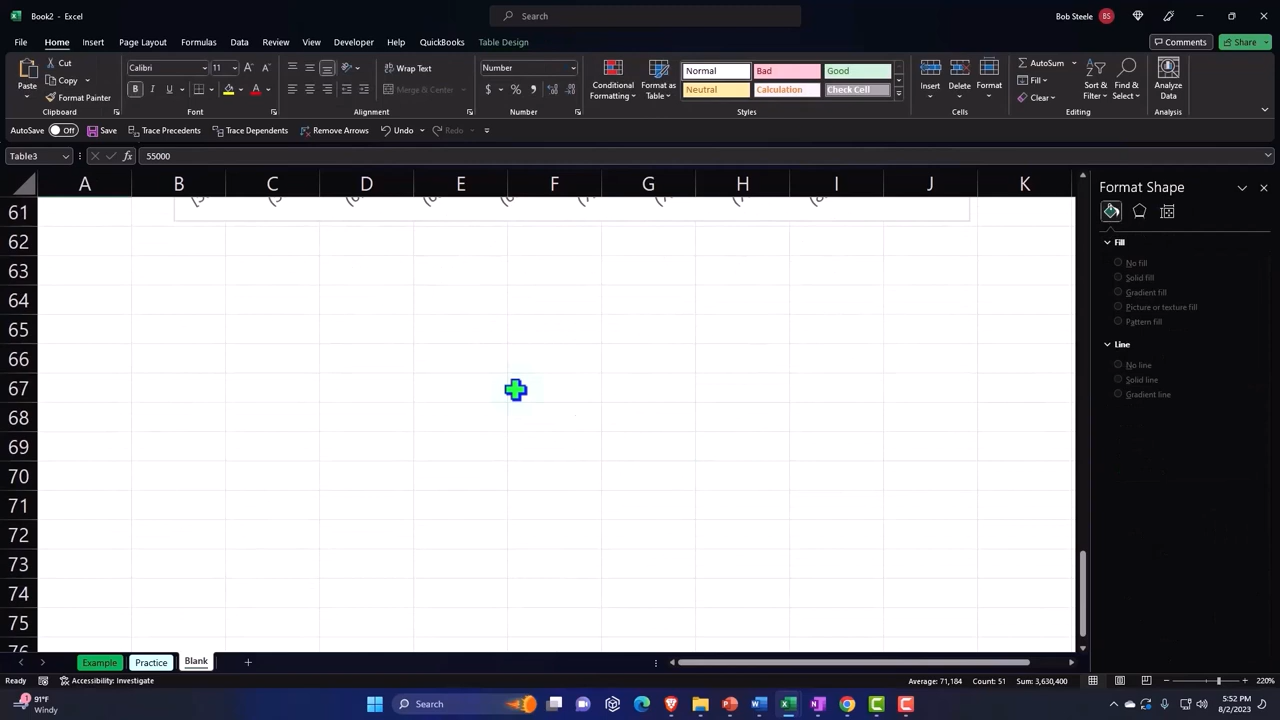 Book2 - Excel
Search
Bob Steele
BS
File
Home
Insert
Page Layout
Formulas
Data
Review
View
Developer
Help
QuickBooks
Table Design
Comments
Share
Paste
Cut
Copy
Format Painter
Clipboard
Calibri
11
Font
Wrap Text
Merge & Center
Alignment
Number
Number
Conditional Formatting
Format as Table
Normal
Bad
Good
Neutral
Calculation
Check Cell
Styles
Insert
Delete
Format
Cells
AutoSum
Fill
Clear
Sort & Filter
Find & Select
Editing
Analyze Data
Analysis
AutoSave Off
Save
Trace Precedents
Trace Dependents
Remove Arrows
Undo
Redo
Table3
55000
A B C D E F G H I J K
61
62
63
64
65
66
67
68
69
70
71
72
73
74
75
76
Format Shape
Fill
No fill
Solid fill
Gradient fill
Picture or texture fill
Pattern fill
Line
No line
Solid line
Gradient line
Example
Practice
Blank
Ready
Accessibility: Investigate
Average: 71,184
Count: 51
Sum: 3,630,400
220%
91°F
Windy
Search
5:52 PM
8/2/2023